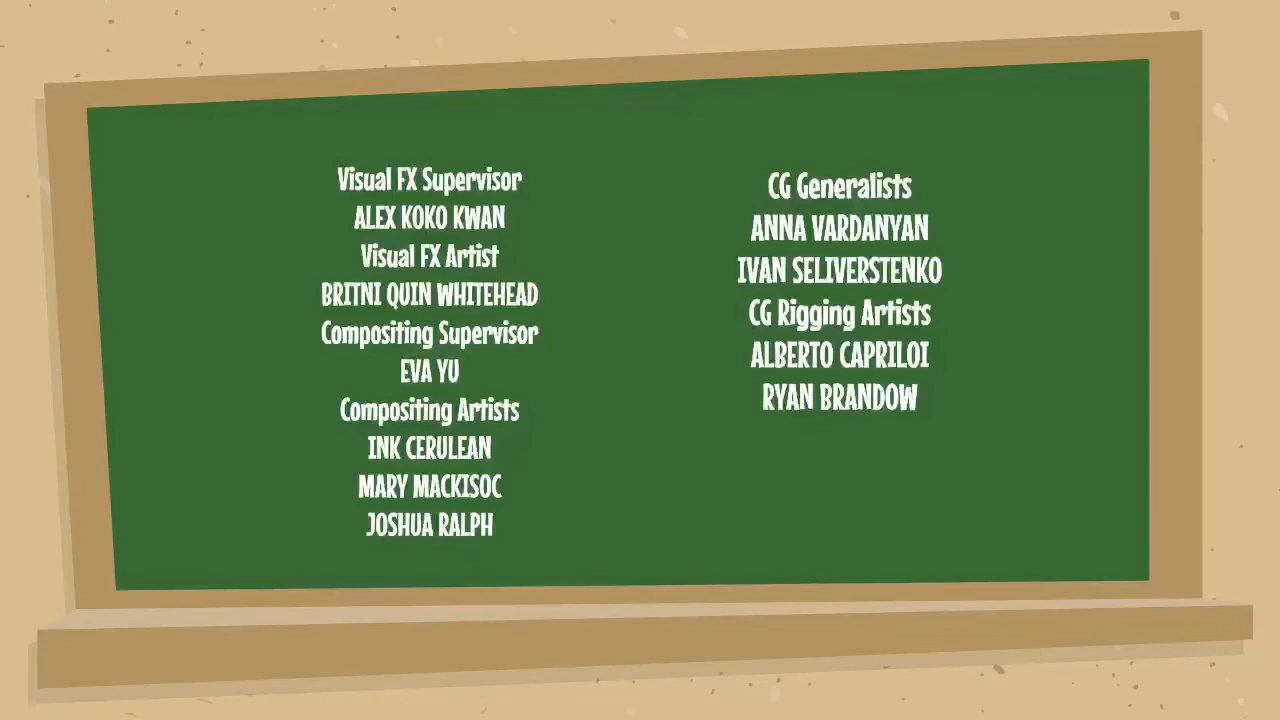 Visual FX Supervisor
ALEX KOKO KWAN
Visual FX Artist
BRITNI QUIN WHITEHEAD
Compositing Supervisor
EVA YU
Compositing Artists
INK CERULEAN
MARY MACKISOC
JOSHUA RALPH
CG Generalists
ANNA VARDANYAN
IVAN SELIVERSTENKO
CG Rigging Artists
ALBERTO CAPRILOI
RYAN BRANDOW